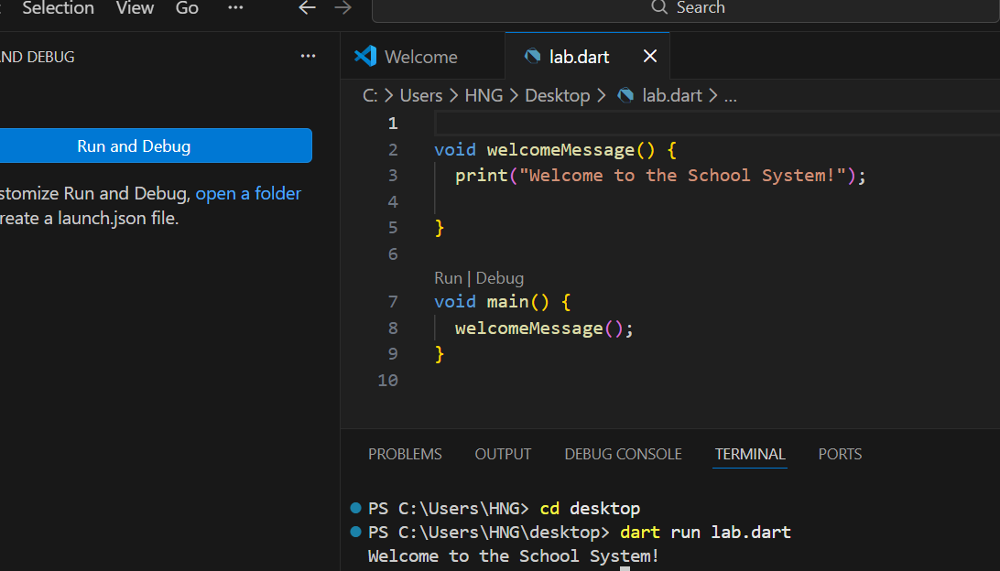 Selection View Go ... Search
ND DEBUG ...
Run and Debug
stomize Run and Debug, open a folder
reate a launch.json file.
Welcome lab.dart
C: > Users > HNG > Desktop > lab.dart > ...
1
2 void welcomeMessage() {
3 print("Welcome to the School System!");
4
5 }
6
Run | Debug
7 void main() {
8 welcomeMessage();
9 }
10
PROBLEMS OUTPUT DEBUG CONSOLE TERMINAL PORTS
PS C:\Users\HNG> cd desktop
PS C:\Users\HNG\desktop> dart run lab.dart
Welcome to the School System!